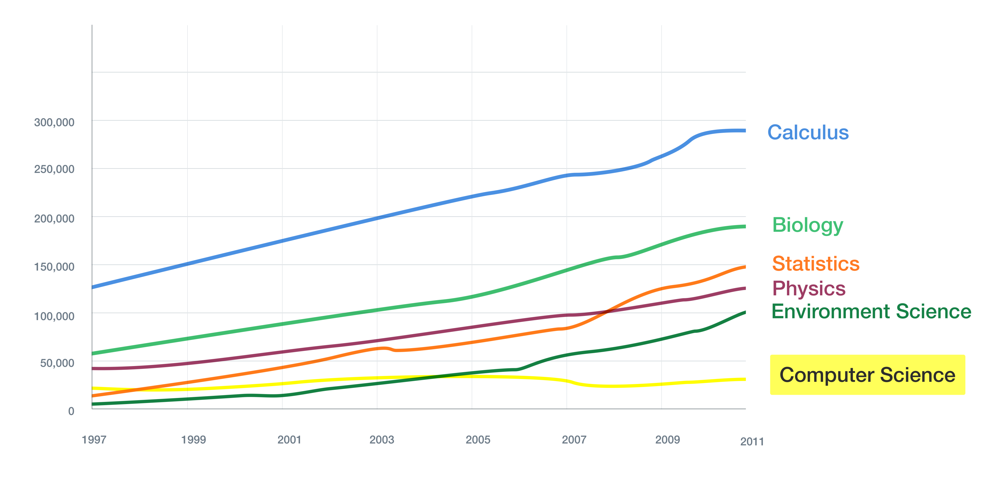 300,000
250,000
200,000
150,000
100,000
50,000
0
1997 1999 2001 2003 2005 2007 2009 2011
Calculus
Biology
Statistics
Physics
Environment Science
Computer Science